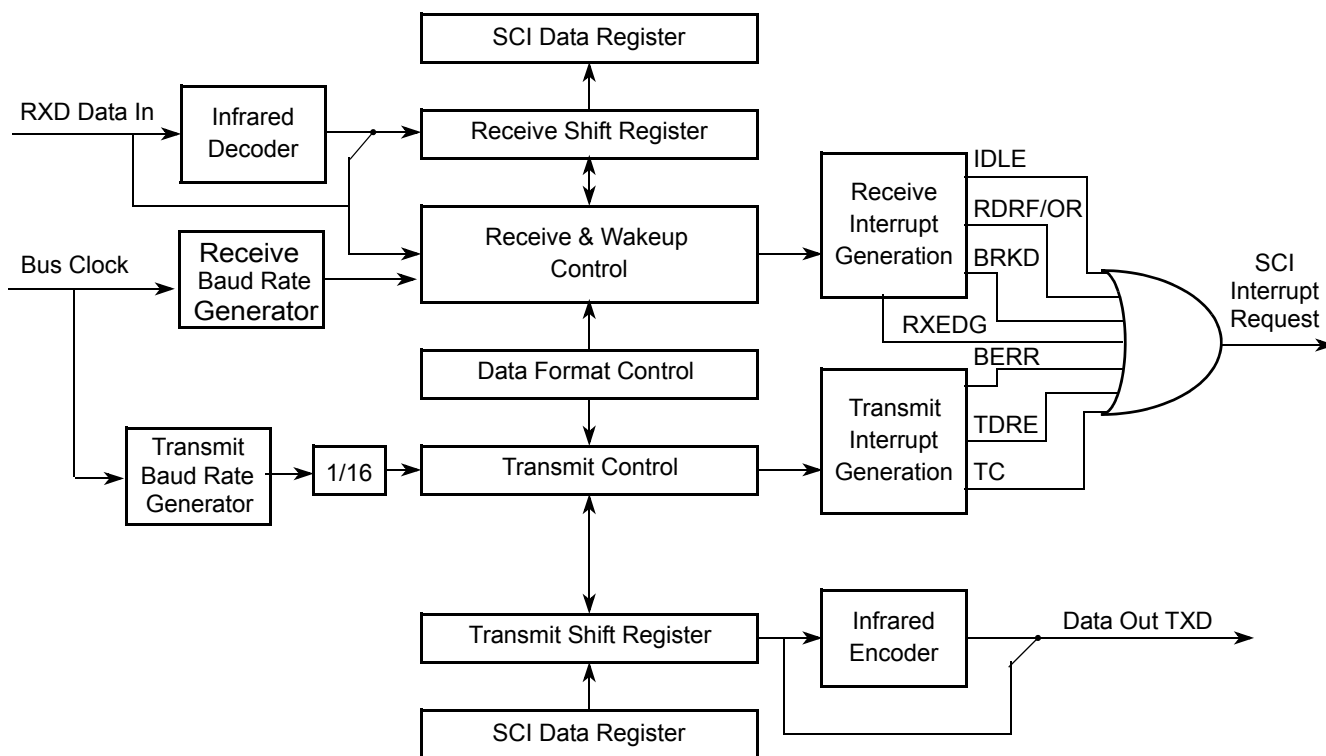 SCI Data Register
RXD Data In
Infrared
Decoder
Receive Shift Register
IDLE
Receive
Interrupt
Generation
RDRF/OR
BRKD
Receive & Wakeup
Control
Bus Clock
Receive
Baud Rate
Generator
SCI
Interrupt
Request
RXEDG
BERR
Data Format Control
Transmit
Interrupt
Generation
TDRE
TC
Transmit
Baud Rate
Generator
1/16
Transmit Control
Transmit Shift Register
Infrared
Encoder
Data Out TXD
SCI Data Register